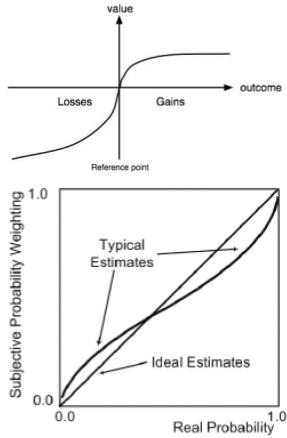 value
outcome
Losses
Gains
Reference point
Subjective Probability Weighting
1.0
Typical
Estimates
Ideal Estimates
0.0
0.0
1.0
Real Probability